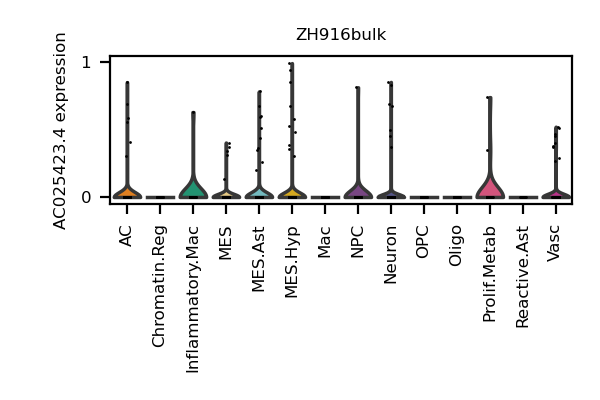 ZH916bulk
AC025423.4 expression
1
0
AC
Chromatin.Reg
Inflammatory.Mac
MES
MES.Ast
MES.Hyp
Mac
NPC
Neuron
OPC
Oligo
Prolif.Metab
Reactive.Ast
Vasc